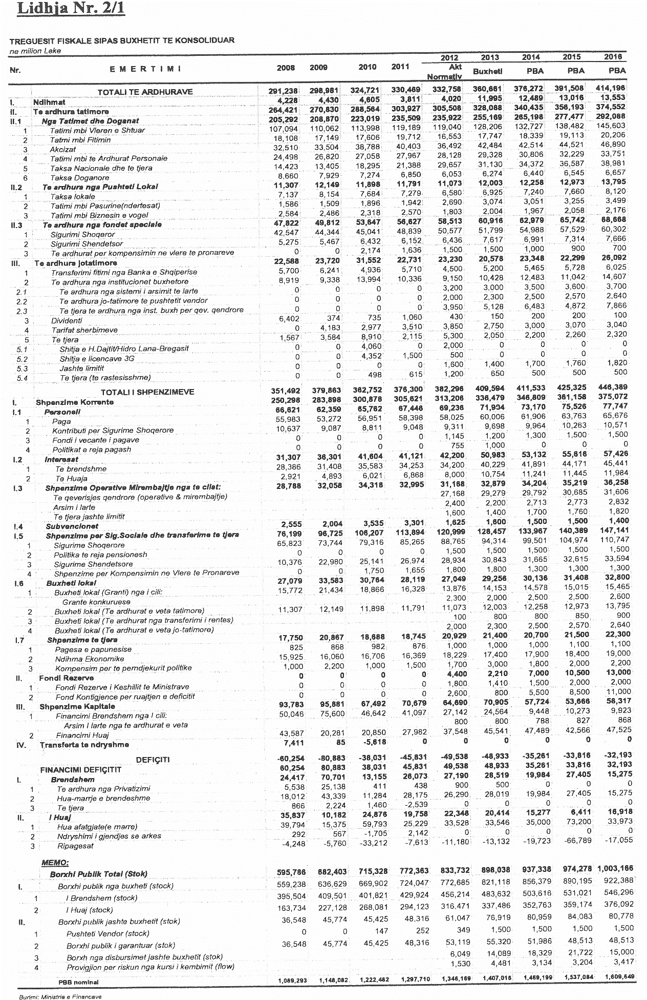 Lidhja Nr. 2/1
TREGUESIT FISKALE SIPAS BUXHETIT TE KONSOLIDUAR
ne milion Leke
Nr. E M E R T I M I 2008 2009 2010 2011 2012 Akt Normativ 2013 Buxheti 2014 PBA 2015 PBA 2016 PBA
TOTALI TE ARDHURAVE 291,238 298,981 324,721 330,469 332,758 360,661 376,272 391,508 414,196
I. Ndihmat 4,228 4,430 4,605 3,811 4,020 11,995 12,489 13,016 13,553
II. Te ardhura tatimore 264,421 270,830 288,564 303,927 305,508 328,088 340,435 356,193 374,552
II.1 Nga Tatimet dhe Doganat 205,292 208,870 223,019 235,509 235,922 255,169 265,198 277,477 292,088
1 Tatimi mbi Vleren e Shtuar 107,094 110,062 113,998 119,189 119,040 128,206 132,727 138,482 145,603
2 Tatmi mbi Fitimin 18,108 17,149 17,606 19,712 16,553 17,747 18,339 19,113 20,206
3 Akcizat 32,510 33,504 38,788 40,403 36,492 42,484 42,514 44,521 46,890
4 Tatimi mbi te Ardhurat Personale 24,498 26,820 27,058 27,967 28,128 29,328 30,806 32,229 33,751
5 Taksa Nacionale dhe te tjera 14,423 13,405 18,295 21,388 29,657 31,130 34,372 36,587 38,981
6 Taksa Doganore 8,660 7,929 7,274 6,850 6,053 6,274 6,440 6,545 6,657
II.2 Te ardhura nga Pushteti Lokal 11,307 12,149 11,898 11,791 11,073 12,003 12,258 12,973 13,795
1 Taksa lokale 7,137 8,154 7,684 7,279 6,580 6,925 7,240 7,660 8,120
2 Tatimi mbi Pasurine(ndertesat) 1,586 1,509 1,896 1,942 2,690 3,074 3,051 3,255 3,499
3 Tatimi mbi Biznesin e vogel 2,584 2,486 2,318 2,570 1,803 2,004 1,967 2,058 2,176
II.3 Te ardhura nga fondet speciale 47,822 49,812 53,647 56,627 58,513 60,916 62,979 65,742 68,668
1 Sigurimi Shoqeror 42,547 44,344 45,041 48,839 50,577 51,799 54,988 57,529 60,302
2 Sigurimi Shendetsor 5,275 5,467 6,432 6,152 6,436 7,617 6,991 7,314 7,666
3 Te ardhurat per kompensimin ne vlere te pronareve 0 0 2,174 1,636 1,500 1,500 1,000 900 700
III. Te ardhura jotatimore 22,588 23,720 31,552 22,731 23,230 20,578 23,348 22,299 26,092
1 Transferimi fitimi nga Banka e Shqiperise 5,700 6,241 4,936 5,710 4,500 5,200 5,465 5,728 6,025
2 Te ardhura nga institucionet buxhetore 8,919 9,338 13,994 10,336 9,150 10,428 12,483 11,042 14,607
2.1 Te ardhura nga sistemi i arsimit te larte 0 0 0 0 3,200 3,000 3,500 3,600 3,700
2.2 Te ardhura jo-tatimore te pushtetit vendor 0 0 0 0 2,000 2,300 2,500 2,570 2,640
2.3 Te tjera te ardhura nga inst. buxh per qev. qendrore 0 0 0 0 3,950 5,128 6,483 4,872 7,866
3 Dividenti 6,402 374 735 1,060 430 150 200 200 100
4 Tarifat sherbimeve 0 4,183 2,977 3,510 3,850 2,750 3,000 3,070 3,040
5 Te tjera 1,567 3,584 8,910 2,115 5,300 2,050 2,200 2,260 2,320
5.1 Shitja e H.Dajtit/Hidro Lana-Bregasit 0 0 4,060 0 2,000 0 0 0 0
5.2 Shitja e licencave 3G 0 0 4,352 1,500 500 0 0 0 0
5.3 Jashte limitit 0 0 0 0 1,600 1,400 1,700 1,760 1,820
5.4 Te tjera (te rastesisshme) 0 0 498 615 1,200 650 500 500 500
TOTALI I SHPENZIMEVE 351,492 379,863 362,752 376,300 382,296 409,594 411,533 425,325 446,389
I. Shpenzime Korrente 250,298 283,898 300,878 305,621 313,206 336,479 346,809 361,158 375,072
I.1 Personeli 66,621 62,359 65,762 67,446 69,236 71,904 73,170 75,526 77,747
1 Paga 55,983 53,272 56,951 58,398 58,025 60,006 61,906 63,763 65,676
2 Kontributi per Sigurime Shoqerore 10,637 9,087 8,811 9,048 9,311 9,698 9,964 10,263 10,571
3 Fondi i vecante i pagave 0 0 0 0 1,145 1,200 1,300 1,500 1,500
4 Politikat e reja pagash 0 0 0 0 755 1,000 0 0 0
I.2 Interesat 31,307 36,301 41,604 41,121 42,200 50,983 53,132 55,616 57,426
1 Te brendshme 28,386 31,408 35,583 34,253 34,200 40,229 41,891 44,171 45,441
2 Te Huaja 2,921 4,893 6,021 6,868 8,000 10,754 11,241 11,445 11,984
I.3 Shpenzime Operative Mirembajtje nga te cilat: 28,788 32,058 34,318 32,995 31,168 32,879 34,204 35,219 36,258
Te qeverisjes qendrore (operative & mirembajtje) 27,168 29,279 29,792 30,685 31,606
Arsim i larte 2,400 2,200 2,713 2,773 2,832
Te tjera jashte limitit 1,600 1,400 1,700 1,760 1,820
I.4 Subvencionet 2,555 2,004 3,535 3,301 1,625 1,600 1,500 1,500 1,400
I.5 Shpenzime per Sig.Sociale dhe transferime te tjera 76,199 96,725 106,207 113,894 120,999 128,457 133,967 140,389 147,141
1 Sigurime Shoqerore 65,823 73,744 79,316 85,265 88,765 94,314 99,501 104,974 110,747
2 Politika te reja pensionesh 0 0 0 0 1,500 1,500 1,500 1,500 1,500
3 Sigurime Shendetsore 10,376 22,980 25,141 26,974 28,934 30,843 31,665 32,615 33,594
4 Shpenzime per Kompensimin ne Vlere te Pronareve 0 0 1,750 1,655 1,800 1,800 1,300 1,300 1,300
I.6 Buxheti lokal 27,079 33,583 30,764 28,119 27,049 29,256 30,136 31,408 32,800
1 Buxheti lokal (Granti) nga i cili: 15,772 21,434 18,866 16,328 13,876 14,153 14,578 15,015 15,465
Grante konkuruese 2,300 2,000 2,500 2,500 2,600
2 Buxheti lokal (Te ardhurat e veta tatimore) 11,307 12,149 11,898 11,791 11,073 12,003 12,258 12,973 13,795
3 Buxheti lokal (Te ardhurat nga transferimi i rentes) 100 800 800 850 900
4 Buxheti lokal (Te ardhurat e veta jo-tatimore) 2,000 2,300 2,500 2,570 2,640
I.7 Shpenzime te tjera 17,750 20,867 18,688 18,745 20,929 21,400 20,700 21,500 22,300
1 Pagesa e papunesise 825 868 982 876 1,000 1,000 1,000 1,100 1,100
2 Ndihma Ekonomike 15,925 16,060 16,706 16,369 18,229 17,400 17,900 18,400 19,000
3 Kompensim per te perndjekurit politike 1,000 2,200 1,000 1,500 1,700 3,000 1,800 2,000 2,200
II. Fondi Rezerve 0 0 0 0 4,400 2,210 7,000 10,500 13,000
1 Fondi Rezerve i Keshillit te Ministrave 0 0 0 0 1,800 1,410 1,500 2,000 2,000
2 Fond Kontigjence per ruajtjen e deficitit 0 0 0 0 2,600 800 5,500 8,500 11,000
III. Shpenzime Kapitale 93,783 95,881 67,492 70,679 64,690 70,905 57,724 53,666 58,317
1 Financimi Brendshem nga I cili: 50,046 75,600 46,642 41,097 27,142 24,564 9,448 10,273 9,923
Arsim I larte nga te ardhurat e veta 800 800 788 827 868
2 Financimi Huaj 43,587 20,281 20,850 27,982 37,548 45,541 47,489 42,566 47,525
IV. Transferta te ndryshme 7,411 85 -5,618 0 0 0 0 0 0
DEFIÇITI -60,254 -80,883 -38,031 -45,831 -49,538 -48,933 -35,261 -33,816 -32,193
FINANCIMI DEFIÇITIT 60,254 80,883 38,031 45,831 49,538 48,933 35,261 33,816 32,193
I. Brendshem 24,417 70,701 13,155 26,073 27,190 28,519 19,984 27,405 15,275
1 Te ardhura nga Privatizimi 5,538 25,138 411 438 900 500 0 0 0
2 Hua-marrje e brendeshme 18,012 43,339 11,284 28,175 26,290 28,019 19,984 27,405 15,275
3 Te tjera 866 2,224 1,460 -2,539 0 0 0 0 0
II. I Huaj 35,837 10,182 24,876 19,758 22,348 20,414 15,277 6,411 16,918
1 Hua afatgjate(e marre) 39,794 15,375 59,793 25,229 33,528 33,546 35,000 73,200 33,973
2 Ndryshimi i gjendjes se arkes 292 567 -1,705 2,142 0 0 0 0 0
3 Ripagesat -4,248 -5,760 -33,212 -7,613 -11,180 -13,132 -19,723 -66,789 -17,055
MEMO:
Borxhi Publik Total (Stok) 595,786 682,403 715,328 772,363 833,732 898,038 937,338 974,278 1,003,166
I. Borxhi publik nga buxheti (stock) 559,238 636,629 669,902 724,047 772,685 821,118 856,379 890,195 922,388
1 I Brendshem (stock) 395,504 409,501 401,821 429,924 456,214 483,632 503,616 531,021 546,296
2 I Huaj (stock) 163,734 227,128 268,081 294,123 316,471 337,486 352,763 359,174 376,092
II. Borxhi publik jashte buxhetit (stok) 36,548 45,774 45,425 48,316 61,047 76,919 80,959 84,083 80,778
1 Pushteti Vendor (stock) 0 0 147 252 349 1,500 1,500 1,500 1,500
2 Borxhi publik i garantuar (stok) 36,548 45,774 45,425 48,316 53,119 55,320 51,986 48,513 48,513
3 Borxh nga disbursimet jashte buxhetit (stok) 6,049 14,089 18,329 21,722 15,000
4 Provigjion per riskun nga kursi i kembimit (flow) 1,530 4,481 3,134 3,204 3,417
PBB nominal 1,089,293 1,148,082 1,222,462 1,297,710 1,346,169 1,407,016 1,469,199 1,537,084 1,609,649
Burimi: Ministria e Financave